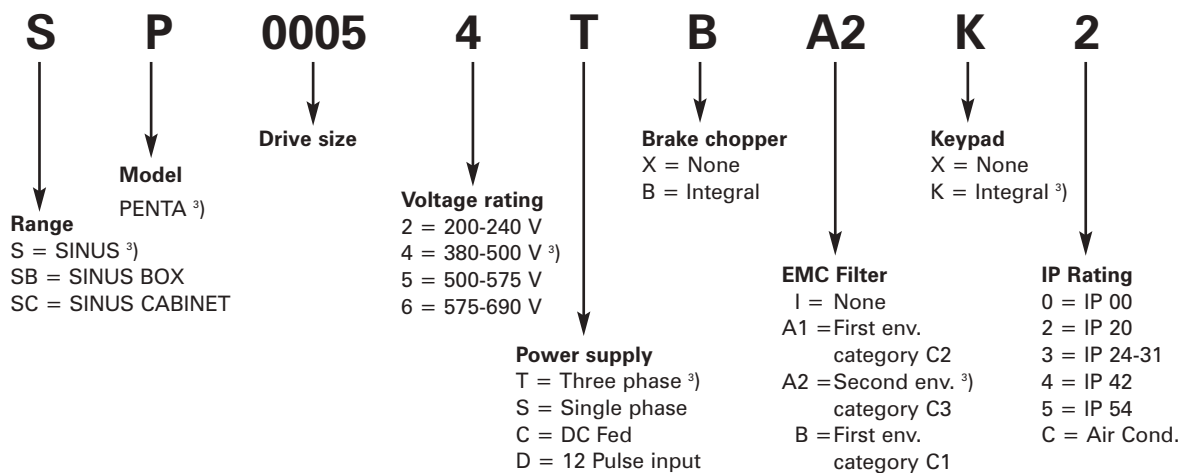 S P 0005 4 T B A2 K 2
Drive size
Brake chopper
X = None
B = Integral
Keypad
X = None
K = Integral ³)
Model
PENTA ³)
Voltage rating
2 = 200-240 V
4 = 380-500 V ³)
5 = 500-575 V
6 = 575-690 V
Range
S = SINUS ³)
SB = SINUS BOX
SC = SINUS CABINET
EMC Filter
I = None
A1 =First env.
category C2
A2 =Second env. ³)
category C3
B =First env.
category C1
IP Rating
0 = IP 00
2 = IP 20
3 = IP 24-31
4 = IP 42
5 = IP 54
C = Air Cond.
Power supply
T = Three phase ³)
S = Single phase
C = DC Fed
D = 12 Pulse input